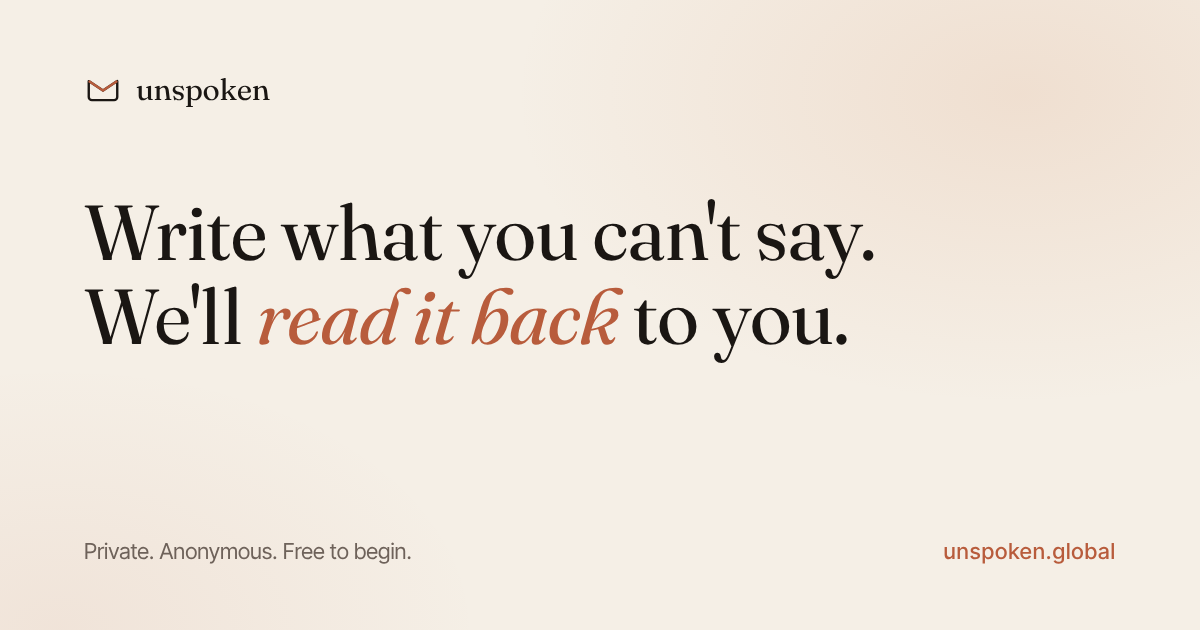 unspoken
Write what you can't say.
We'll read it back to you.
Private. Anonymous. Free to begin.
unspoken.global